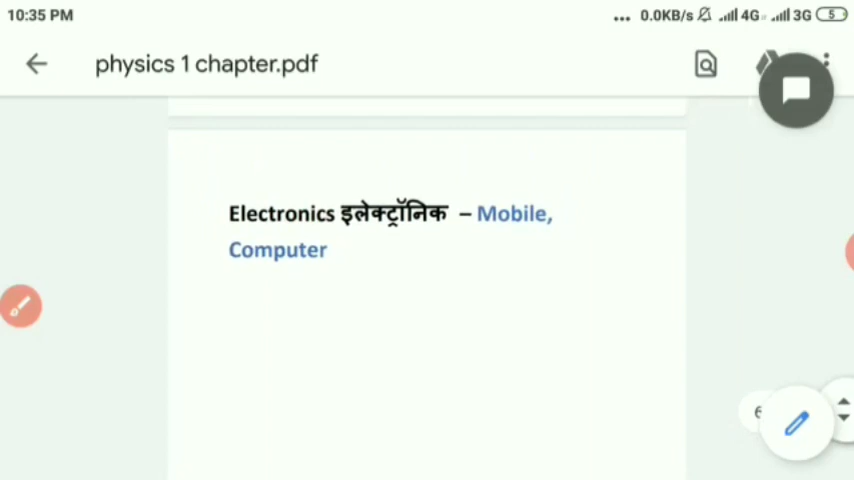 10:35 PM
... 0.0KB/s 4G 3G 5
physics 1 chapter.pdf
Electronics इलेक्ट्रॉनिक – Mobile,
Computer